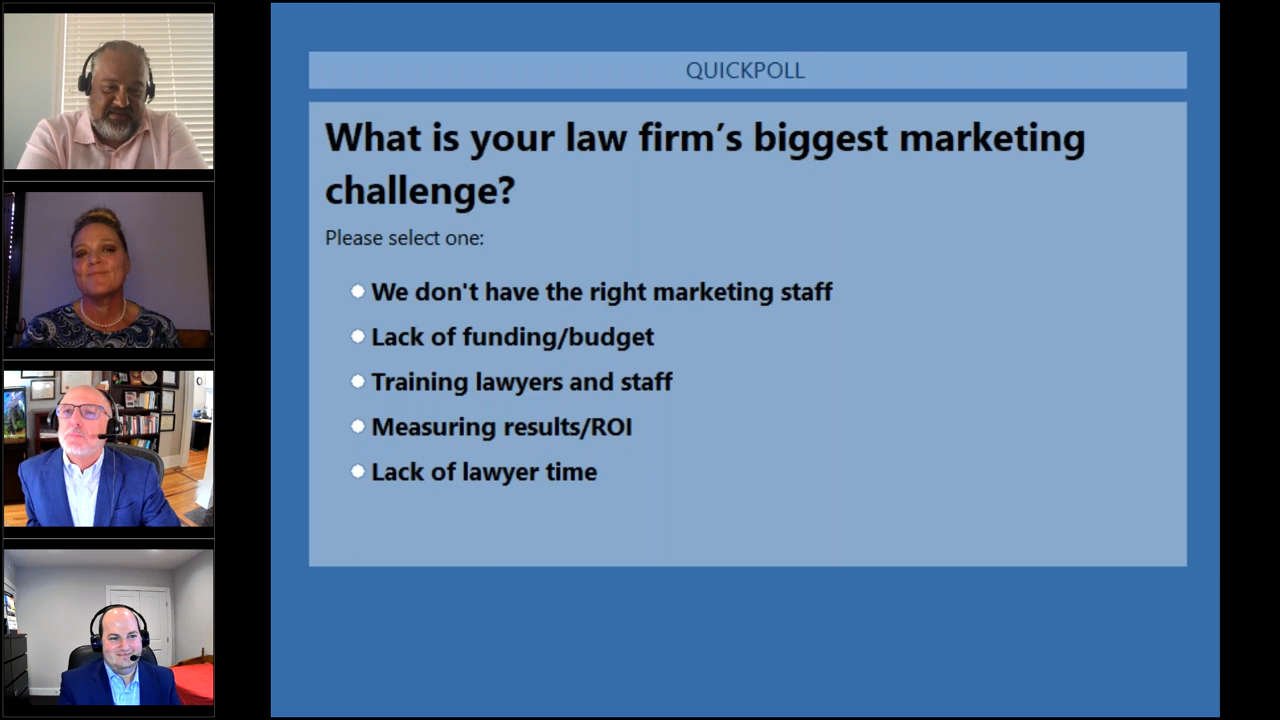 QUICKPOLL
What is your law firm’s biggest marketing
challenge?
Please select one:
We don't have the right marketing staff
Lack of funding/budget
Training lawyers and staff
Measuring results/ROI
Lack of lawyer time